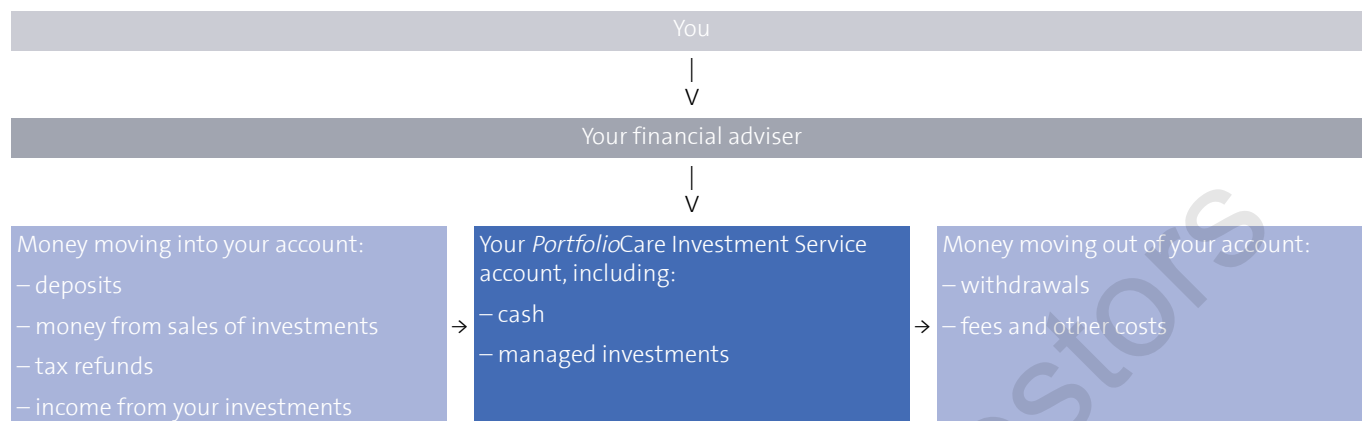 You
Your financial adviser
Money moving into your account:
– deposits
– money from sales of investments
– tax refunds
– income from your investments
→
Your PortfolioCare Investment Service
account, including:
– cash
– managed investments
→
Money moving out of your account:
– withdrawals
– fees and other costs